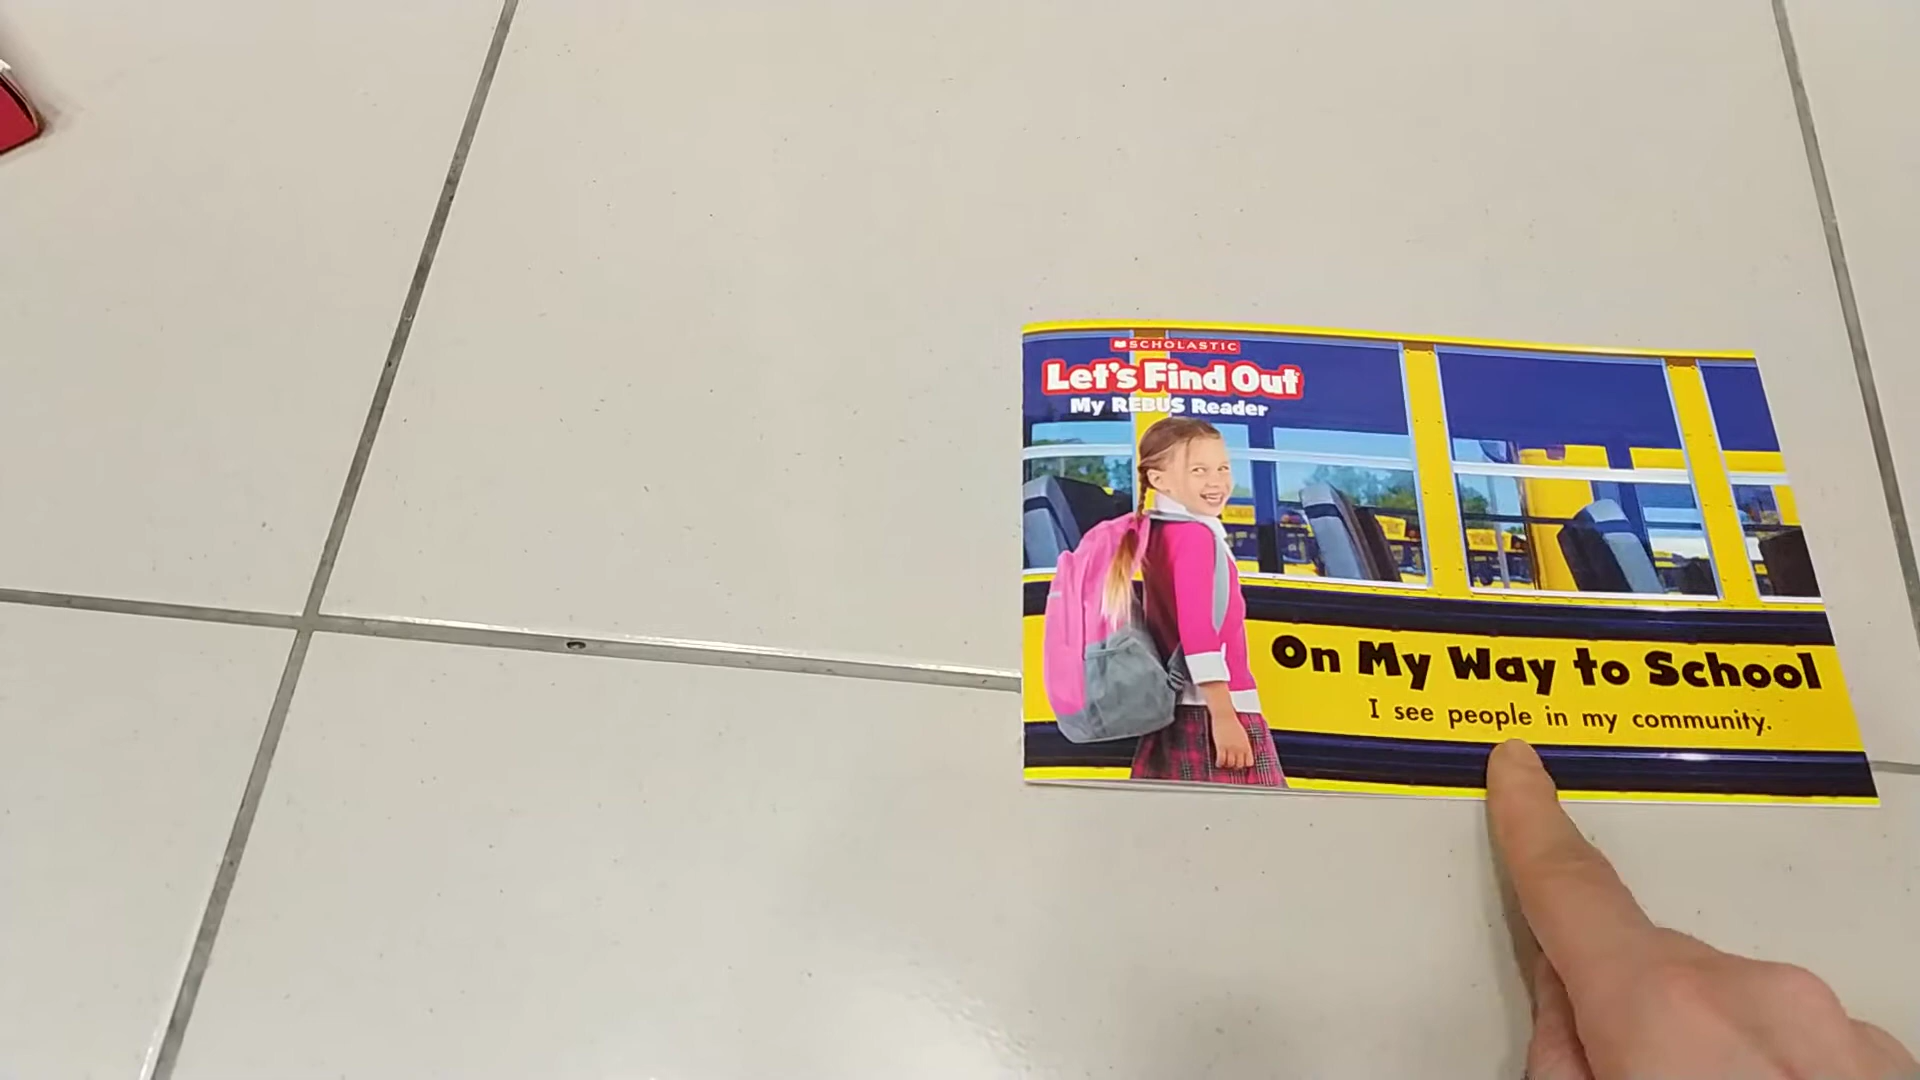 SCHOLASTIC
Let's Find Out
My REBUS Reader
On My Way to School
I see people in my community.